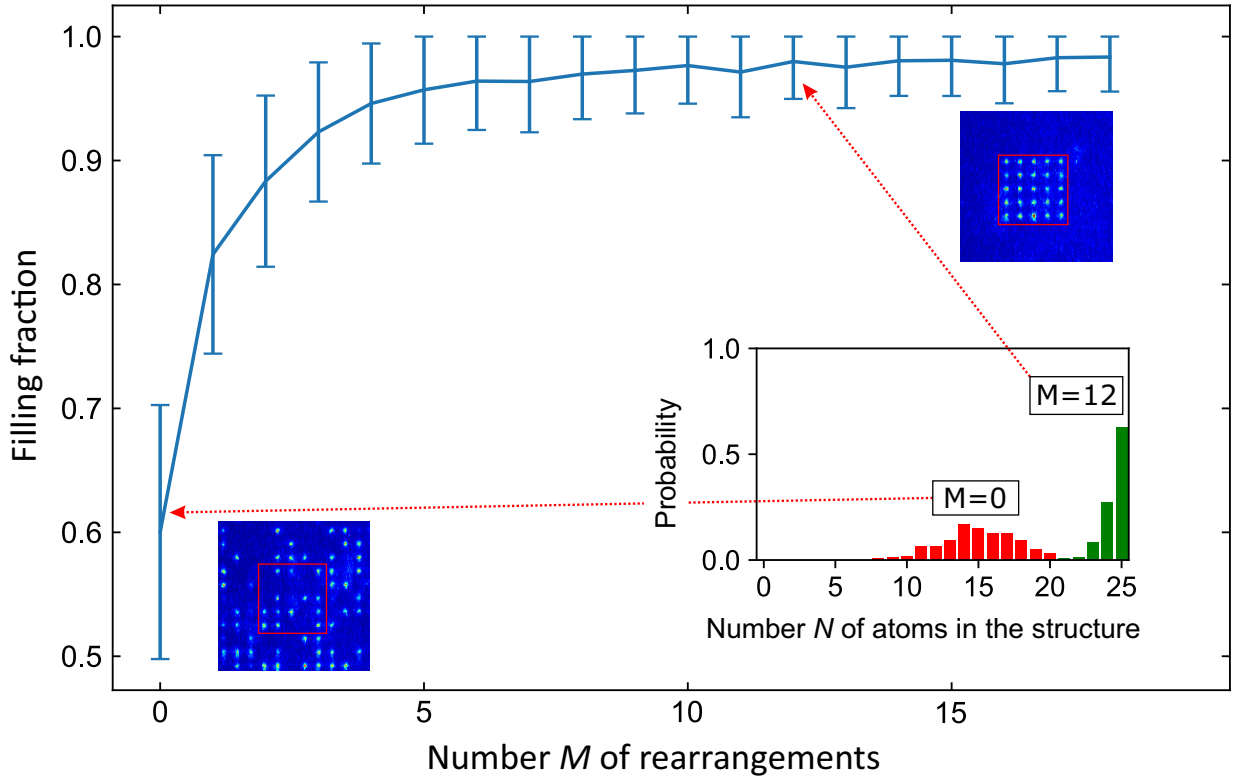 1.0
0.9
0.8
0.7
0.6
0.5
Filling fraction
0 5 10 15
Number M of rearrangements
1.0
0.5
0.0
Probability
M=12
M=0
0 5 10 15 20 25
Number N of atoms in the structure